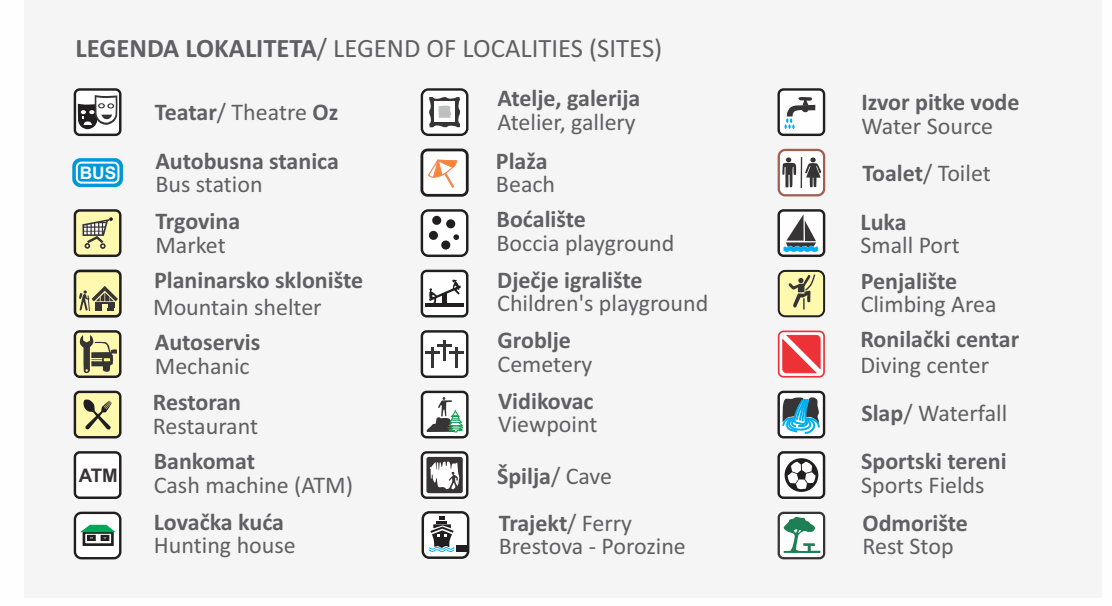 LEGENDA LOKALITETA/ LEGEND OF LOCALITIES (SITES)
Teatar/ Theatre Oz
BUS
Autobusna stanica
Bus station
Trgovina
Market
Planinarsko sklonište
Mountain shelter
Autoservis
Mechanic
Restoran
Restaurant
ATM
Bankomat
Cash machine (ATM)
Lovačka kuća
Hunting house
Atelje, galerija
Atelier, gallery
Plaža
Beach
Boćalište
Boccia playground
Dječje igralište
Children's playground
Groblje
Cemetery
Vidikovac
Viewpoint
Špilja/ Cave
Trajekt/ Ferry
Brestova - Porozine
Izvor pitke vode
Water Source
Toalet/ Toilet
Luka
Small Port
Penjalište
Climbing Area
Ronilački centar
Diving center
Slap/ Waterfall
Sportski tereni
Sports Fields
Odmorište
Rest Stop